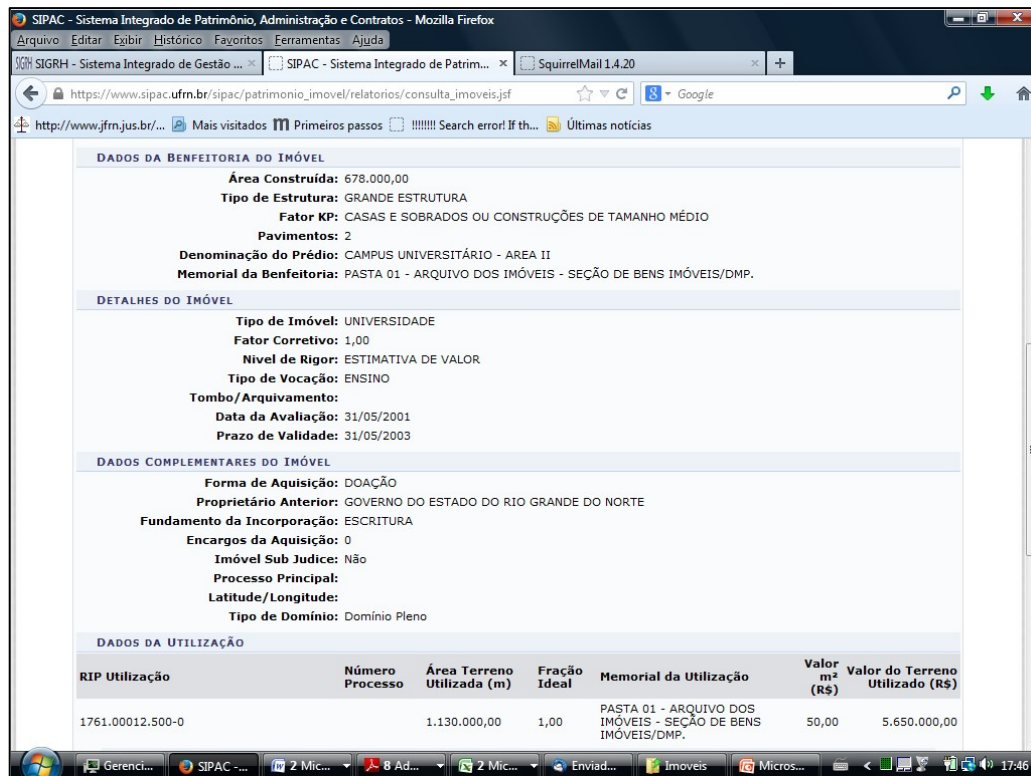 SIPAC - Sistema Integrado de Patrimônio, Administração e Contratos - Mozilla Firefox
Arquivo Editar Exibir Histórico Favoritos Ferramentas Ajuda
SIGRH - Sistema Integrado de Gestão ... × SIPAC - Sistema Integrado de Patrim... × SquirrelMail 1.4.20 × +
https://www.sipac.ufrn.br/sipac/patrimonio_imovel/relatorios/consulta_imoveis.jsf Google
http://www.jfrn.jus.br/... Mais visitados Primeiros passos !!!!!!!! Search error! If th... Últimas notícias
DADOS DA BENFEITORIA DO IMÓVEL
Área Construída: 678.000,00
Tipo de Estrutura: GRANDE ESTRUTURA
Fator KP: CASAS E SOBRADOS OU CONSTRUÇÕES DE TAMANHO MÉDIO
Pavimentos: 2
Denominação do Prédio: CAMPUS UNIVERSITÁRIO - AREA II
Memorial da Benfeitoria: PASTA 01 - ARQUIVO DOS IMÓVEIS - SEÇÃO DE BENS IMÓVEIS/DMP.
DETALHES DO IMÓVEL
Tipo de Imóvel: UNIVERSIDADE
Fator Corretivo: 1,00
Nivel de Rigor: ESTIMATIVA DE VALOR
Tipo de Vocação: ENSINO
Tombo/Arquivamento:
Data da Avaliação: 31/05/2001
Prazo de Validade: 31/05/2003
DADOS COMPLEMENTARES DO IMÓVEL
Forma de Aquisição: DOAÇÃO
Proprietário Anterior: GOVERNO DO ESTADO DO RIO GRANDE DO NORTE
Fundamento da Incorporação: ESCRITURA
Encargos da Aquisição: 0
Imóvel Sub Judice: Não
Processo Principal:
Latitude/Longitude:
Tipo de Domínio: Domínio Pleno
DADOS DA UTILIZAÇÃO
RIP Utilização Número Processo Área Terreno Utilizada (m) Fração Ideal Memorial da Utilização Valor m² (R$) Valor do Terreno Utilizado (R$)
1761.00012.500-0 1.130.000,00 1,00 PASTA 01 - ARQUIVO DOS IMÓVEIS - SEÇÃO DE BENS IMÓVEIS/DMP. 50,00 5.650.000,00
Gerenci... SIPAC -... 2 Mic... 8 Ad... 2 Mic... Enviad... Imoveis Micros... 17:46